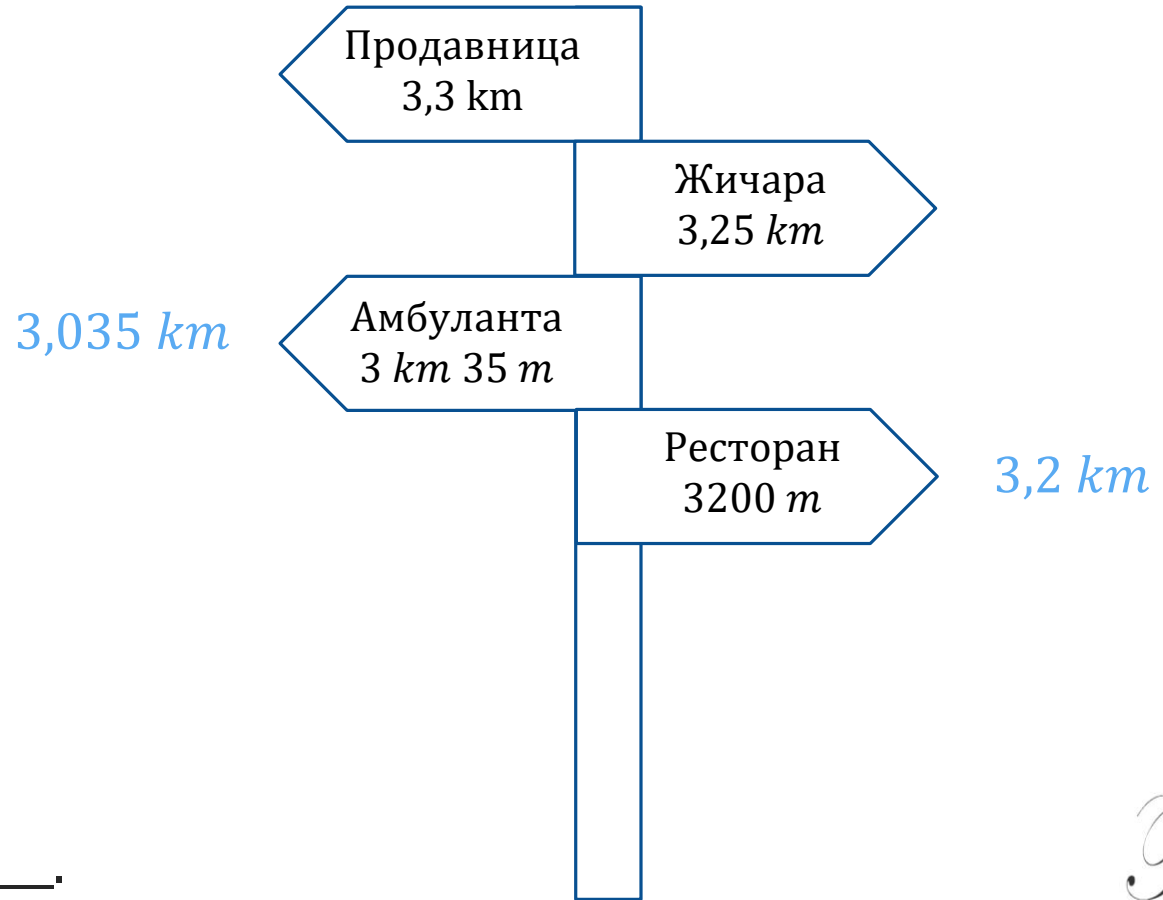 Продавница
3,3 km
Жичара
3,25 km
3,035 km
Амбуланта
3 km 35 m
Ресторан
3200 m
3,2 km
____.